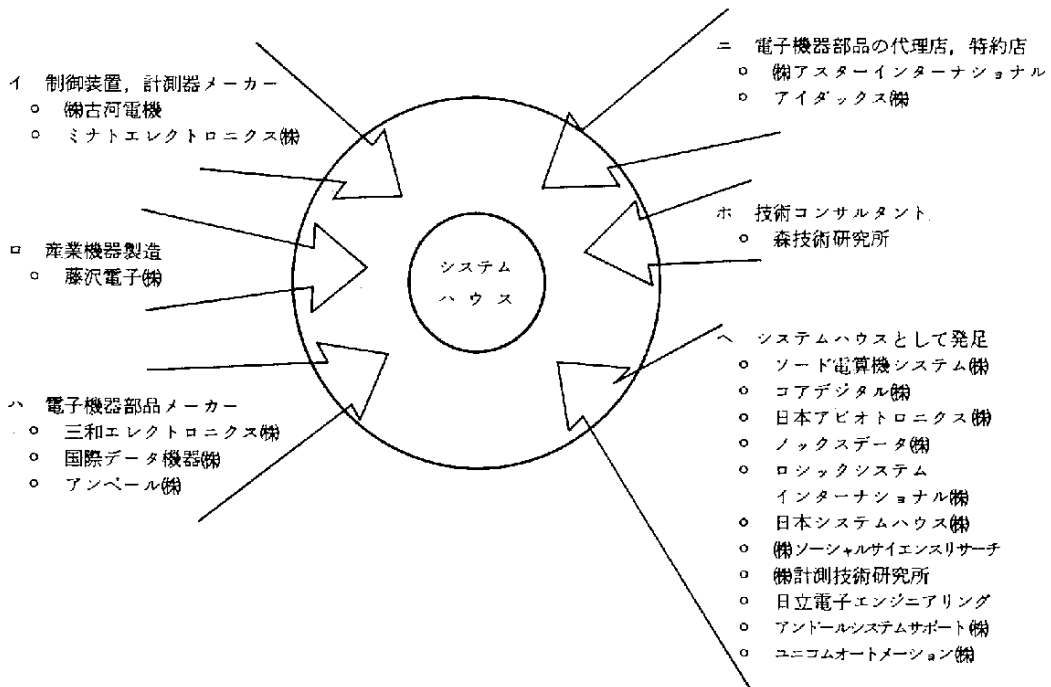 イ 制御装置，計測器メーカー
○ ㈱古河電機
○ ミナトエレクトロニクス㈱
ロ 産業機器製造
○ 藤沢電子㈱
ハ 電子機器部品メーカー
○ 三和エレクトロニクス㈱
○ 国際データ機器㈱
○ アンペール㈱
システム
ハウス
ニ 電子機器部品の代理店，特約店
○ ㈱アスターインターナショナル
○ アイダックス㈱
ホ 技術コンサルタント
○ 森技術研究所
ヘ システムハウスとして発足
○ ソード電算機システム㈱
○ コアデジタル㈱
○ 日本アビオトロニクス㈱
○ ノックスデータ㈱
○ ロジックシステム
インターナショナル㈱
○ 日本システムハウス㈱
○ ㈱ソーシャルサイエンスリサーチ
○ ㈱計測技術研究所
○ 日立電子エンジニアリング
○ アンドールシステムサポート㈱
○ ユニコムオートメーション㈱